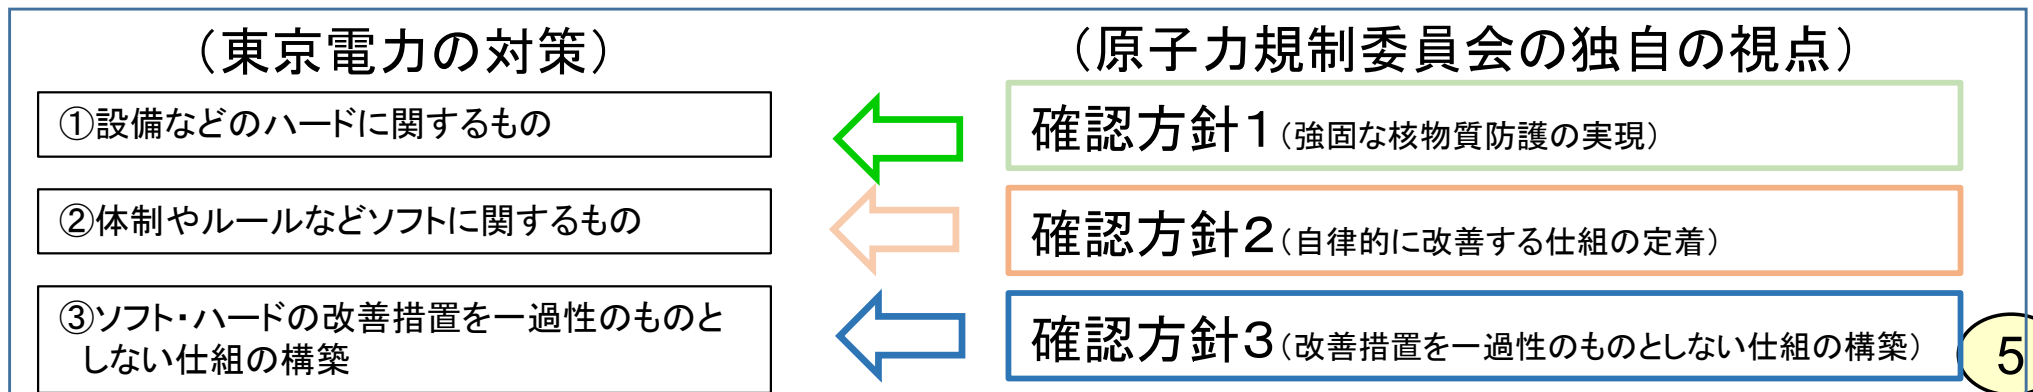 （東京電力の対策）
①設備などのハードに関するもの
②体制やルールなどソフトに関するもの
③ソフト・ハードの改善措置を一過性のものと
しない仕組の構築
（原子力規制委員会の独自の視点）
確認方針1（強固な核物質防護の実現）
確認方針2（自律的に改善する仕組の定着）
確認方針3（改善措置を一過性のものとしない仕組の構築）
5